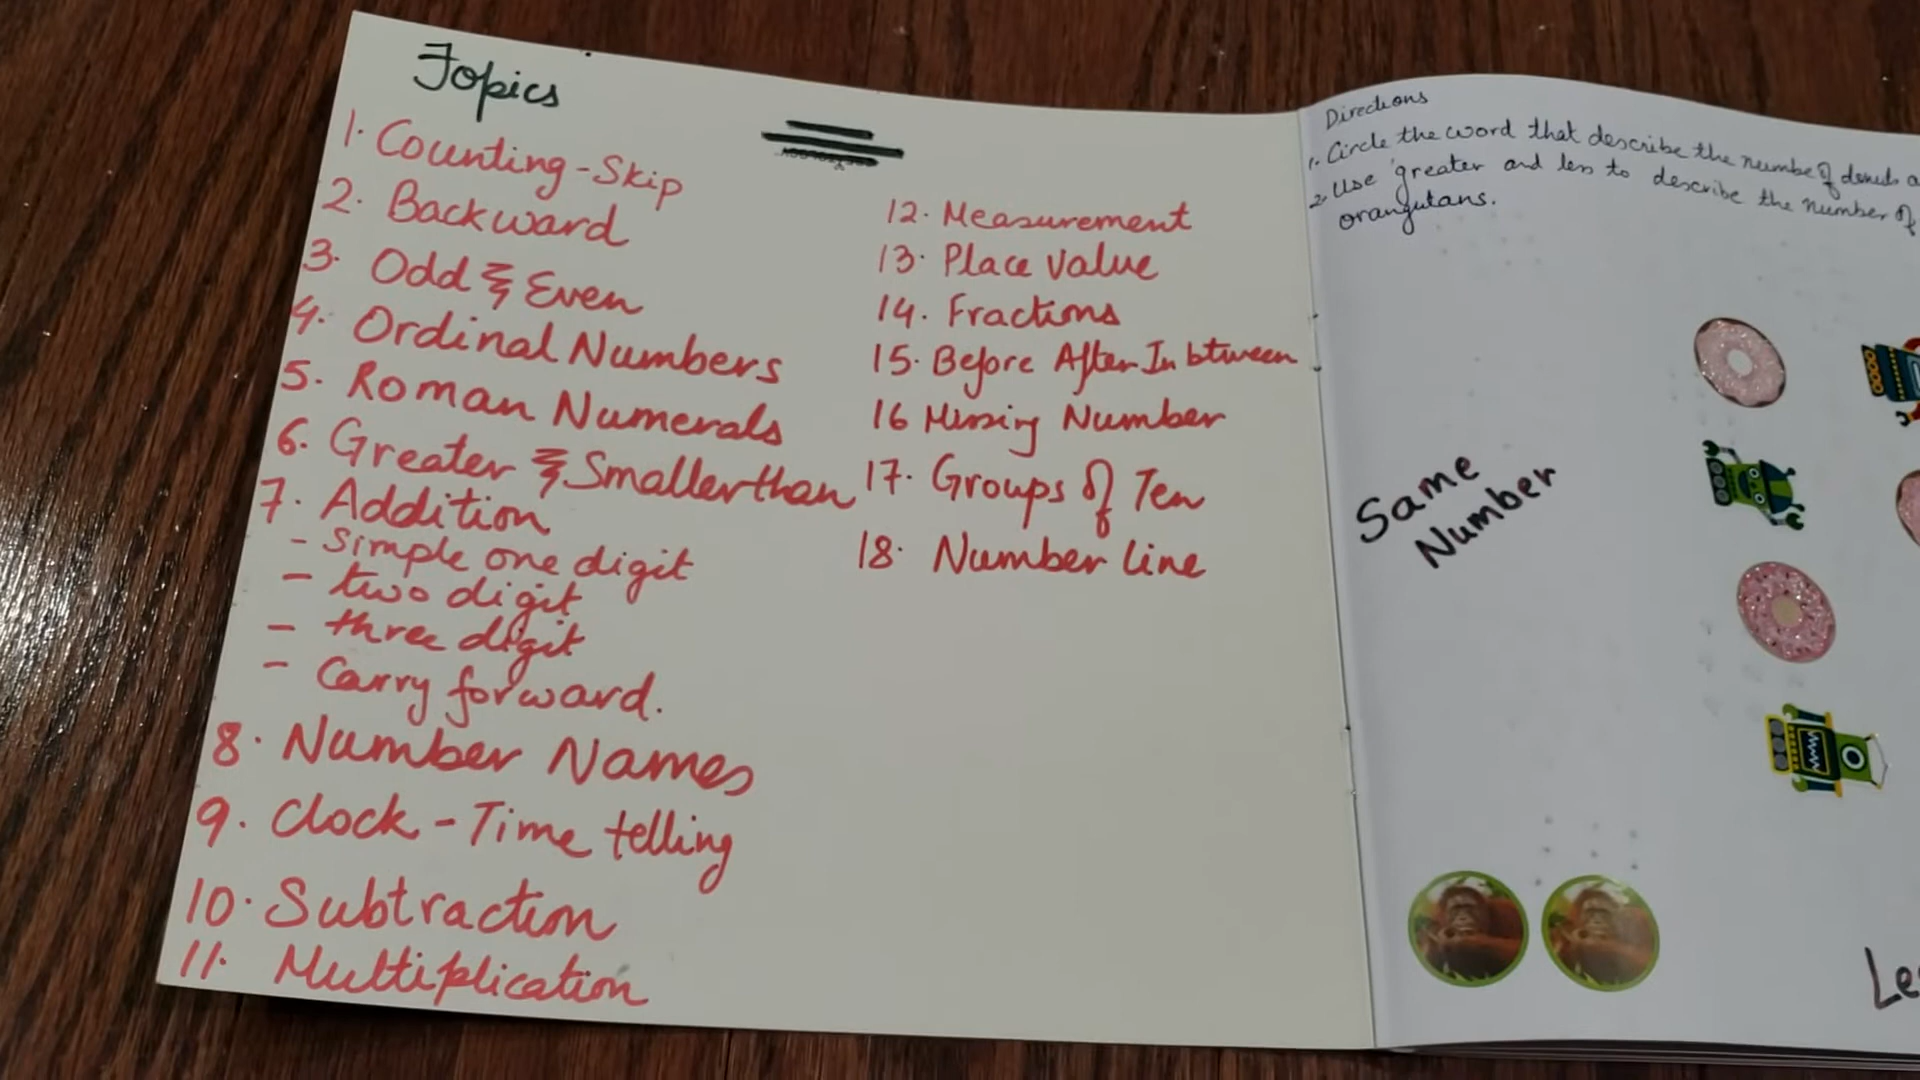 Topics
1. Counting - Skip
2. Backward
3. Odd & Even
4. Ordinal Numbers
5. Roman Numerals
6. Greater & Smaller than
7. Addition
- Simple one digit
- two digit
- three digit
- Carry forward.
8. Number Names
9. Clock - Time telling
10. Subtraction
11. Multiplication
12. Measurement
13. Place Value
14. Fractions
15. Before After In btween
16 Missing Number
17. Groups of Ten
18. Number line
Directions
1. Circle the word that describe the number of donuts
2. Use greater and less to describe the number of
orangutans.
Same
Number
Le